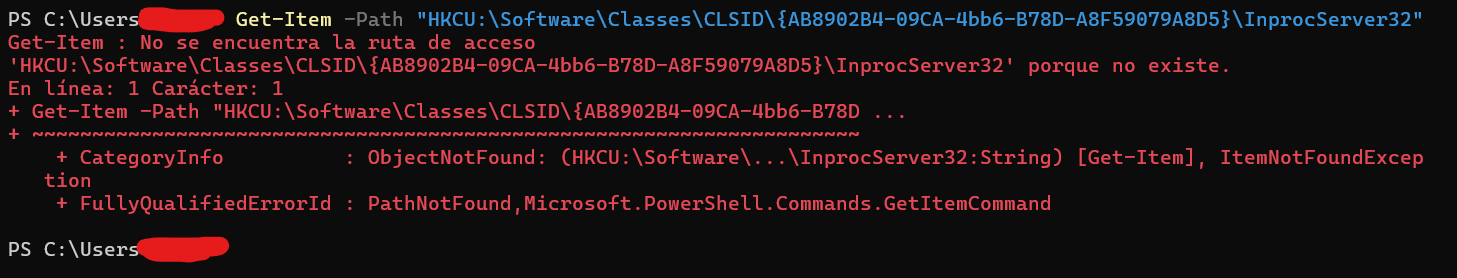 PS C:\Users Get-Item -Path "HKCU:\Software\Classes\CLSID\{AB8902B4-09CA-4bb6-B78D-A8F59079A8D5}\InprocServer32"
Get-Item : No se encuentra la ruta de acceso
'HKCU:\Software\Classes\CLSID\{AB8902B4-09CA-4bb6-B78D-A8F59079A8D5}\InprocServer32' porque no existe.
En línea: 1 Carácter: 1
+ Get-Item -Path "HKCU:\Software\Classes\CLSID\{AB8902B4-09CA-4bb6-B78D ...
+ ~~~~~~~~~~~~~~~~~~~~~~~~~~~~~~~~~~~~~~~~~~~~~~~~~~~~~~~~~~~~~~~~~~~~~
    + CategoryInfo          : ObjectNotFound: (HKCU:\Software\...\InprocServer32:String) [Get-Item], ItemNotFoundExcep
   tion
    + FullyQualifiedErrorId : PathNotFound,Microsoft.PowerShell.Commands.GetItemCommand
PS C:\Users